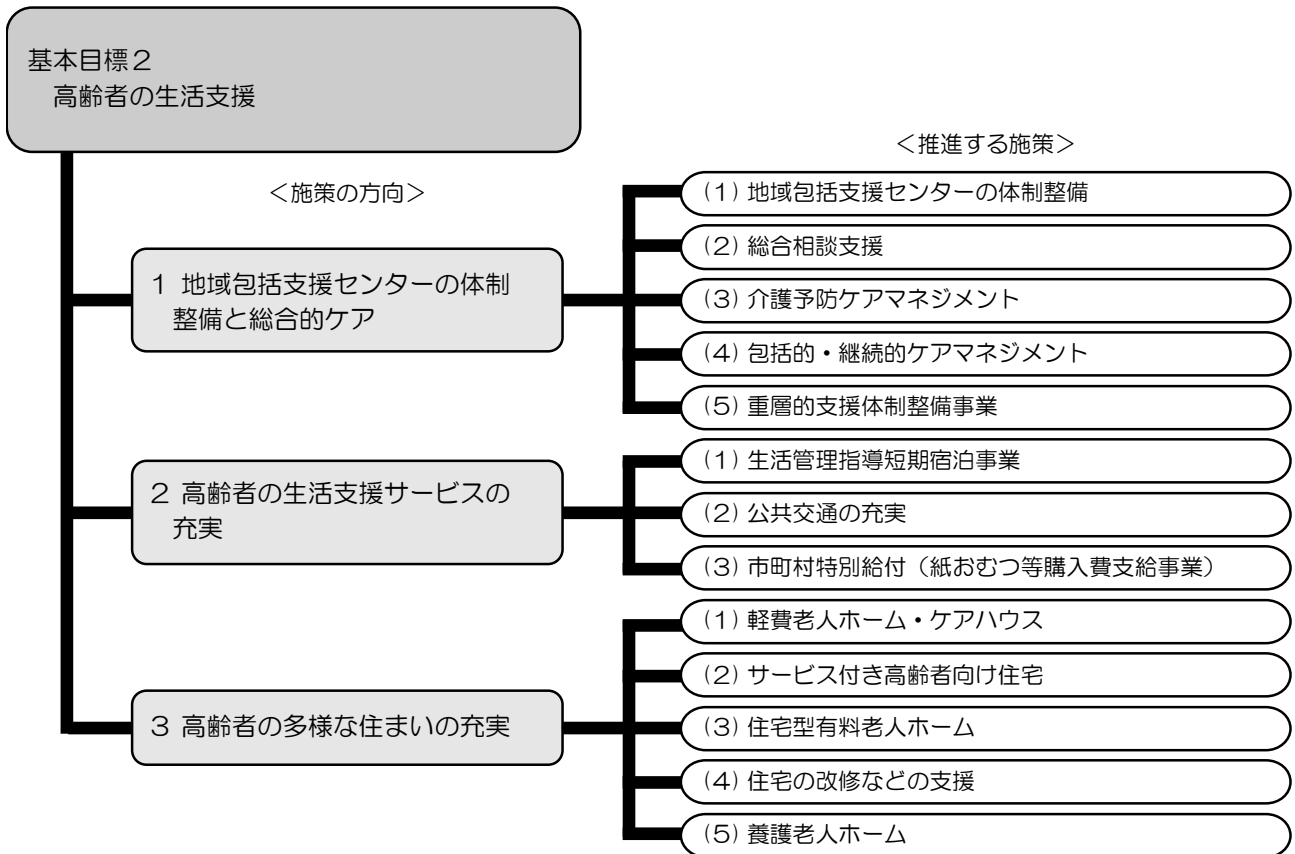 基本目標２
高齢者の生活支援
＜施策の方向＞
＜推進する施策＞
１ 地域包括支援センターの体制
整備と総合的ケア
(１) 地域包括支援センターの体制整備
(２) 総合相談支援
(３) 介護予防ケアマネジメント
(４) 包括的・継続的ケアマネジメント
(５) 重層的支援体制整備事業
２ 高齢者の生活支援サービスの
充実
(１) 生活管理指導短期宿泊事業
(２) 公共交通の充実
(３) 市町村特別給付（紙おむつ等購入費支給事業）
３ 高齢者の多様な住まいの充実
(１) 軽費老人ホーム・ケアハウス
(２) サービス付き高齢者向け住宅
(３) 住宅型有料老人ホーム
(４) 住宅の改修などの支援
(５) 養護老人ホーム